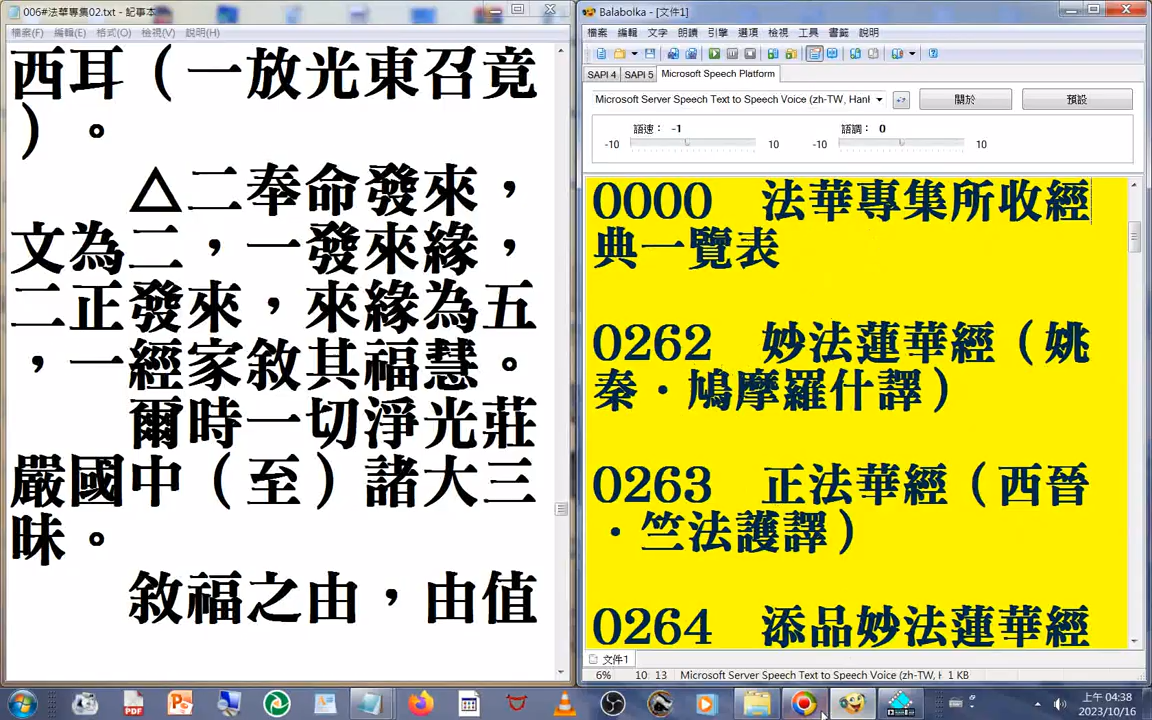 006#法華專集02.txt - 記事本
檔案(F) 編輯(E) 格式(O) 檢視(V) 說明(H)
西耳（一放光東召竟
）。
△二奉命發來，
文為二，一發來緣，
二正發來，來緣為五
，一經家敘其福慧。
爾時一切淨光莊
嚴國中（至）諸大三
昧。
敘福之由，由值
Balabolka - [文件1]
檔案 編輯 文字 朗讀 引擎 選項 檢視 工具 書籤 說明
SAPI 4 SAPI 5 Microsoft Speech Platform
Microsoft Server Speech Text to Speech Voice (zh-TW, Hanl
關於 預設
語速： -1 語調： 0
-10 10 -10 10
0000 法華專集所收經
典一覽表
0262 妙法蓮華經（姚
秦．鳩摩羅什譯）
0263 正法華經（西晉
．竺法護譯）
0264 添品妙法蓮華經
文件1
6% 10: 13 Microsoft Server Speech Text to Speech Voice (zh-TW, H 1 KB
上午 04:38
2023/10/16